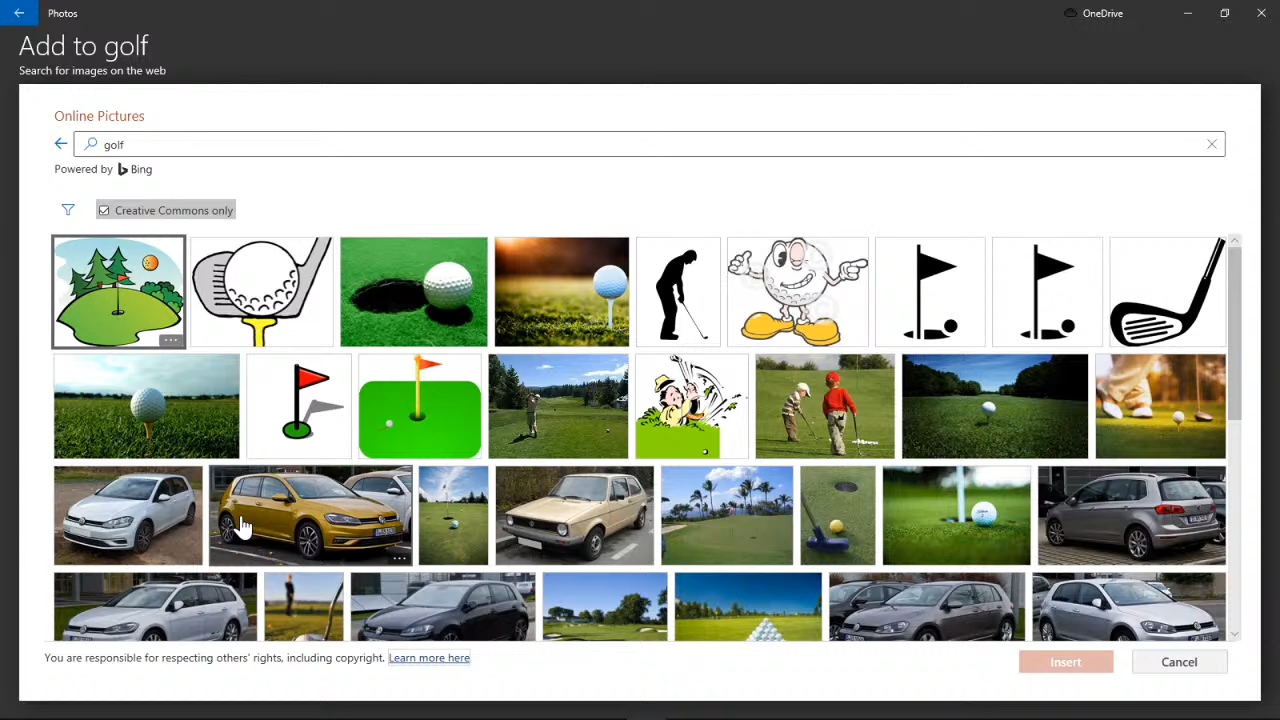 Photos
OneDrive
Add to golf
Search for images on the web
Online Pictures
golf
Powered by Bing
Creative Commons only
You are responsible for respecting others' rights, including copyright. Learn more here
Insert
Cancel